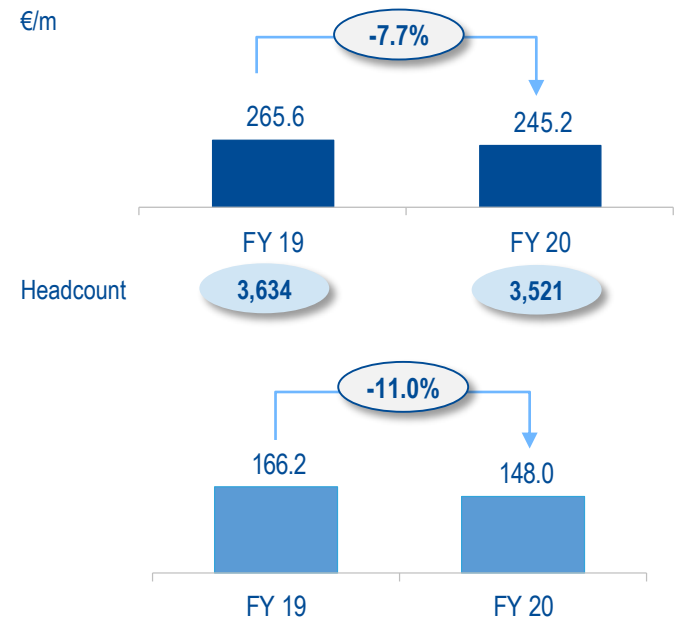 €/m
-7.7%
265.6
245.2
FY 19
FY 20
Headcount
3,634
3,521
-11.0%
166.2
148.0
FY 19
FY 20